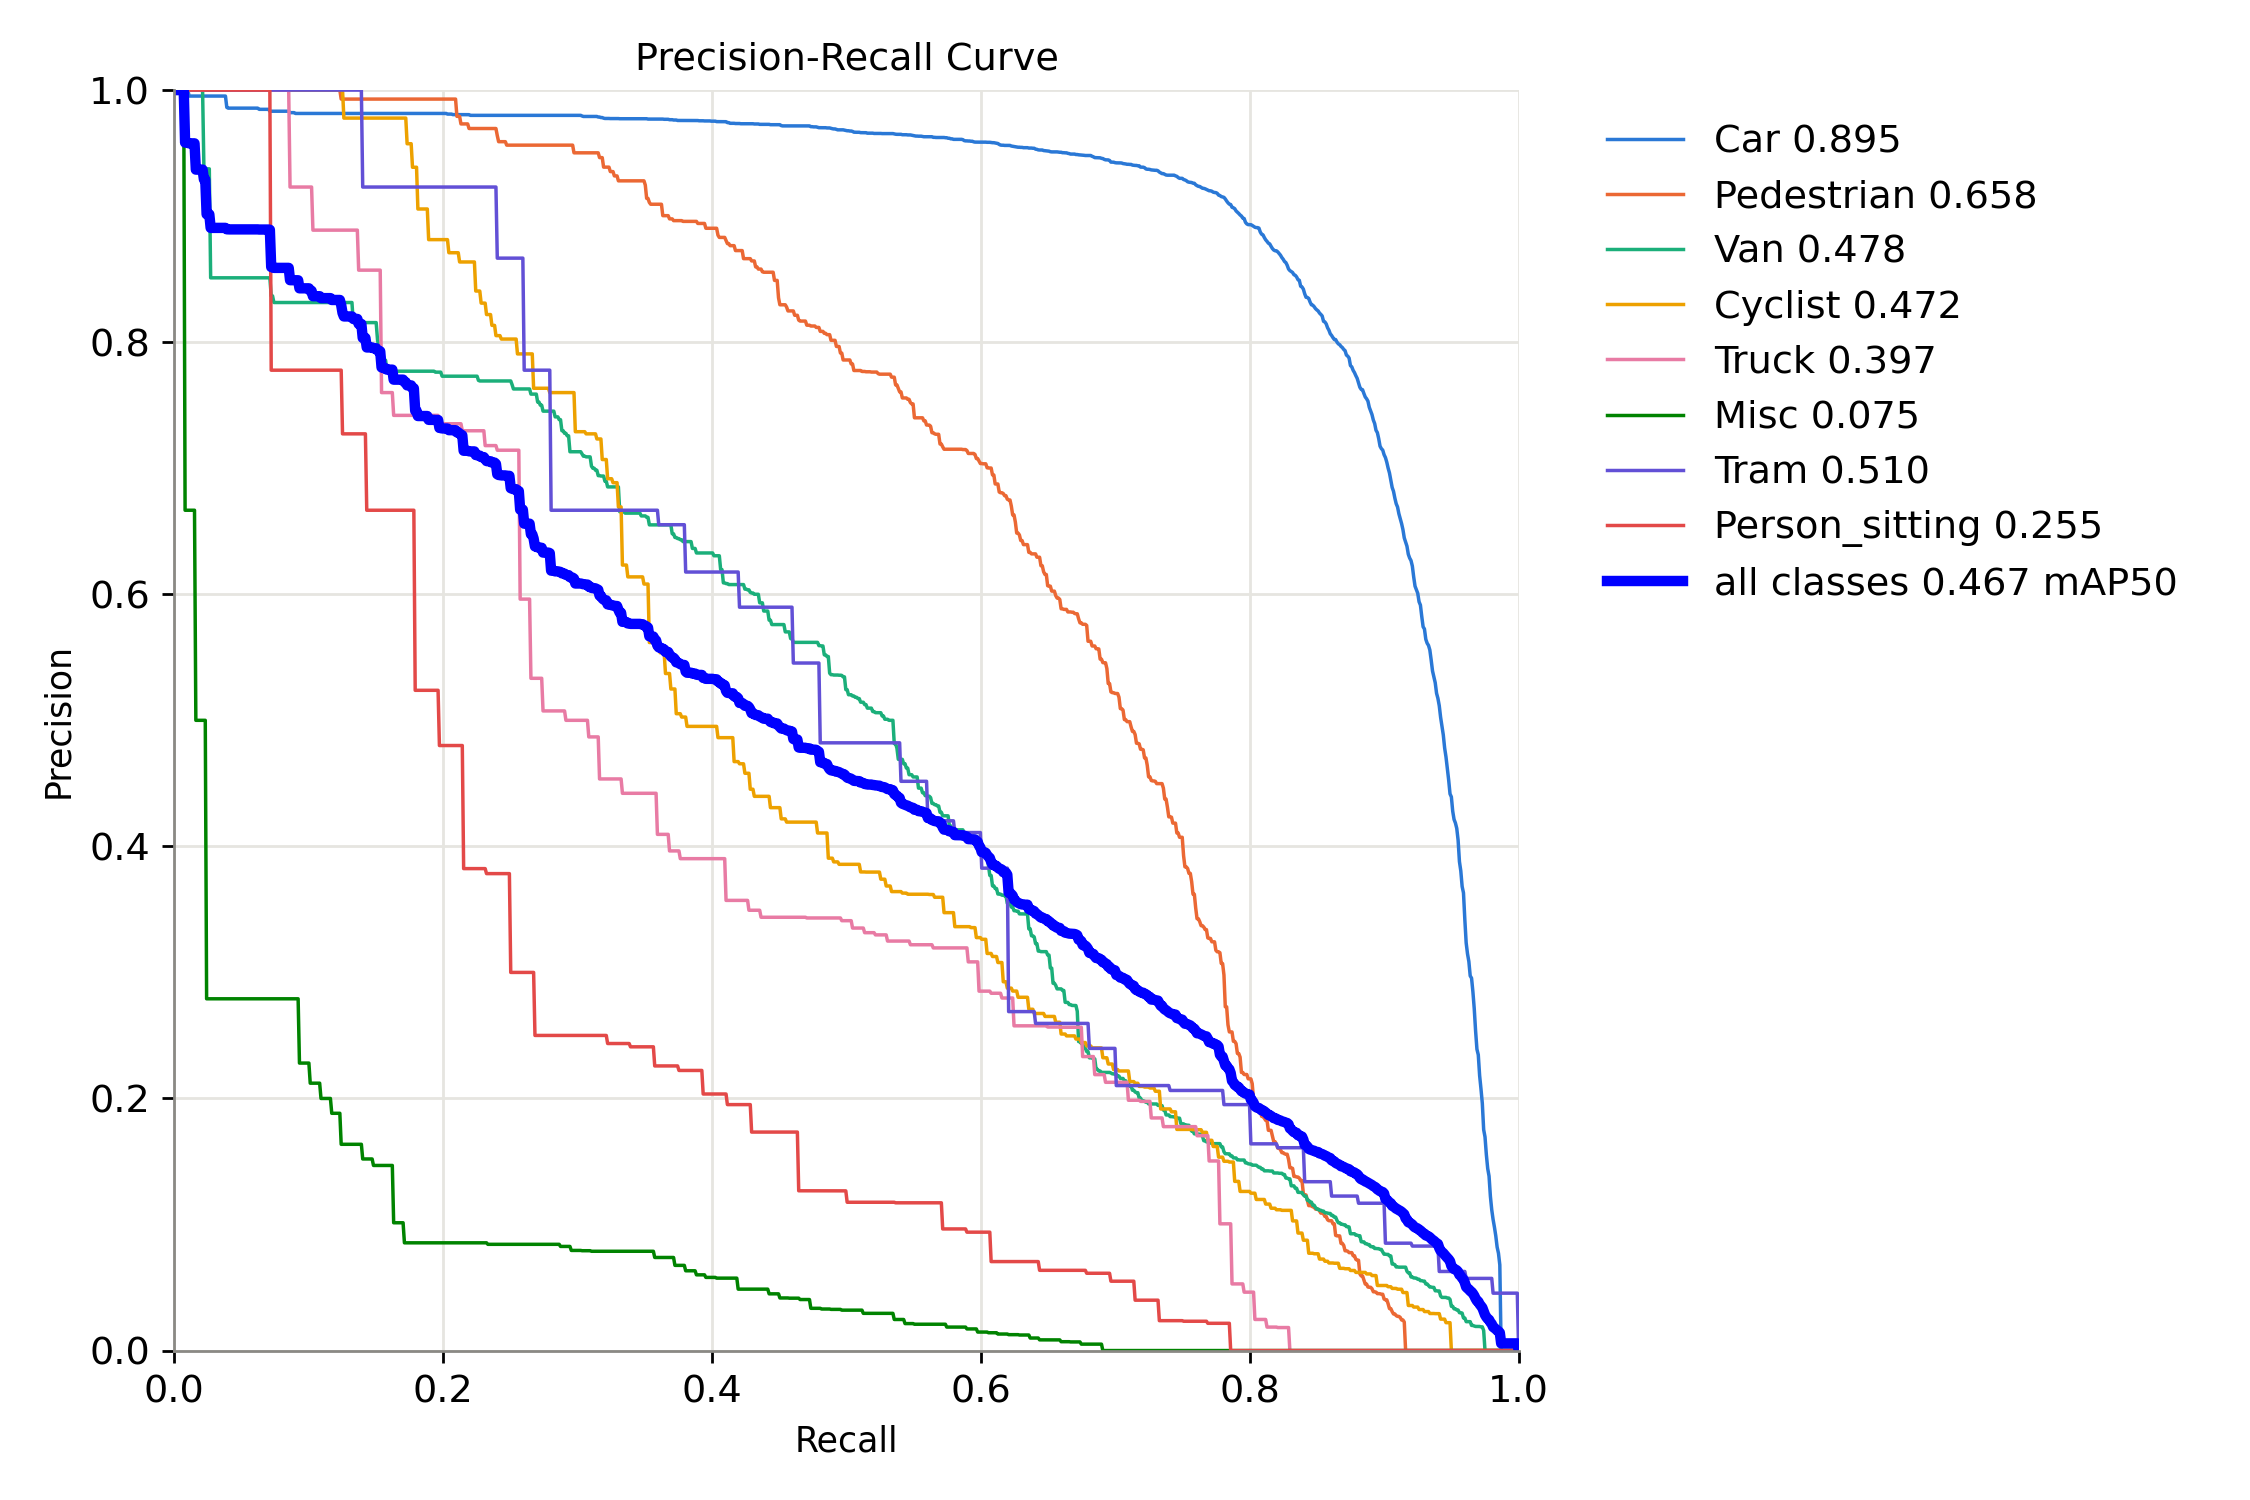 Precision-Recall Curve
1.0
0.8
0.6
0.4
0.2
0.0
Precision
0.0 0.2 0.4 0.6 0.8 1.0
Recall
Car 0.895
Pedestrian 0.658
Van 0.478
Cyclist 0.472
Truck 0.397
Misc 0.075
Tram 0.510
Person_sitting 0.255
all classes 0.467 mAP50